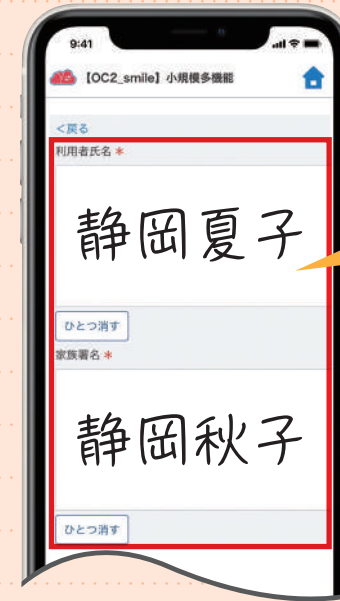 9:41
【OC2_smile】小規模多機能
<戻る
利用者氏名 *
静岡夏子
ひとつ消す
家族署名 *
静岡秋子
ひとつ消す